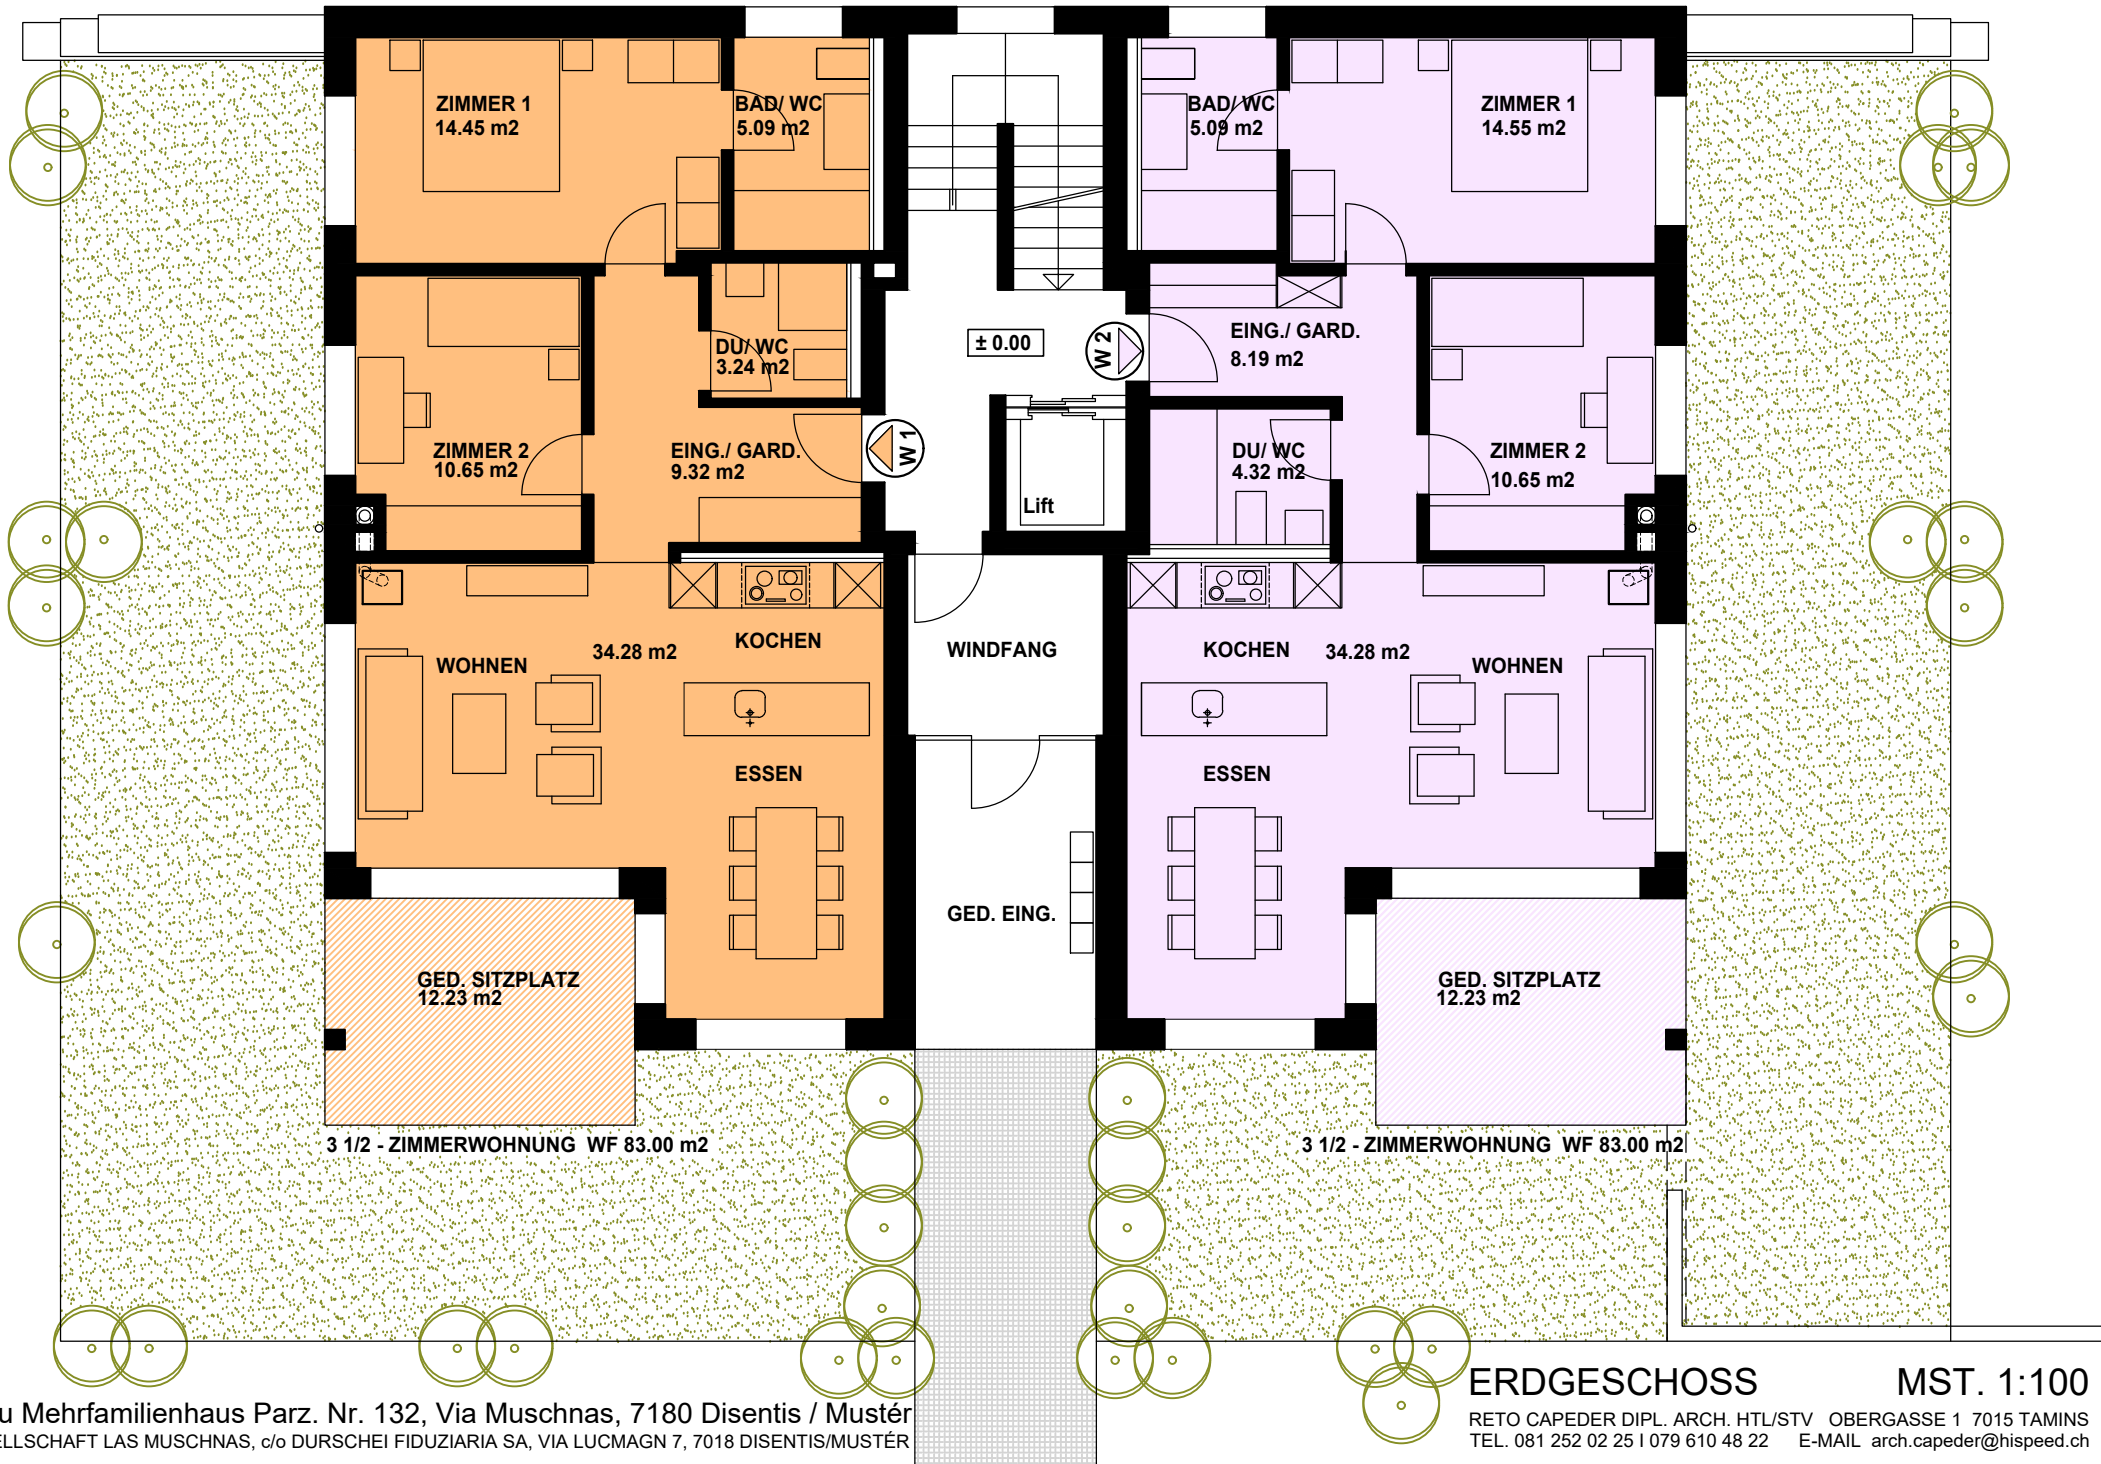 ZIMMER 1
14.45 m2
BAD/ WC
5.09 m2
BAD/ WC
5.09 m2
ZIMMER 1
14.55 m2
DU/ WC
3.24 m2
± 0.00
W 2
EING./ GARD.
8.19 m2
ZIMMER 2
10.65 m2
EING./ GARD.
9.32 m2
W 1
Lift
DU/ WC
4.32 m2
ZIMMER 2
10.65 m2
WOHNEN
34.28 m2
KOCHEN
WINDFANG
KOCHEN
34.28 m2
WOHNEN
ESSEN
ESSEN
GED. EING.
GED. SITZPLATZ
12.23 m2
GED. SITZPLATZ
12.23 m2
3 1/2 - ZIMMERWOHNUNG WF 83.00 m2
3 1/2 - ZIMMERWOHNUNG WF 83.00 m2
ERDGESCHOSS MST. 1:100
u Mehrfamilienhaus Parz. Nr. 132, Via Muschnas, 7180 Disentis / Mustér
ELLSCHAFT LAS MUSCHNAS, c/o DURSCHEI FIDUZIARIA SA, VIA LUCMAGN 7, 7018 DISENTIS/MUSTÉR
RETO CAPEDER DIPL. ARCH. HTL/STV OBERGASSE 1 7015 TAMINS
TEL. 081 252 02 25 I 079 610 48 22 E-MAIL arch.capeder@hispeed.ch